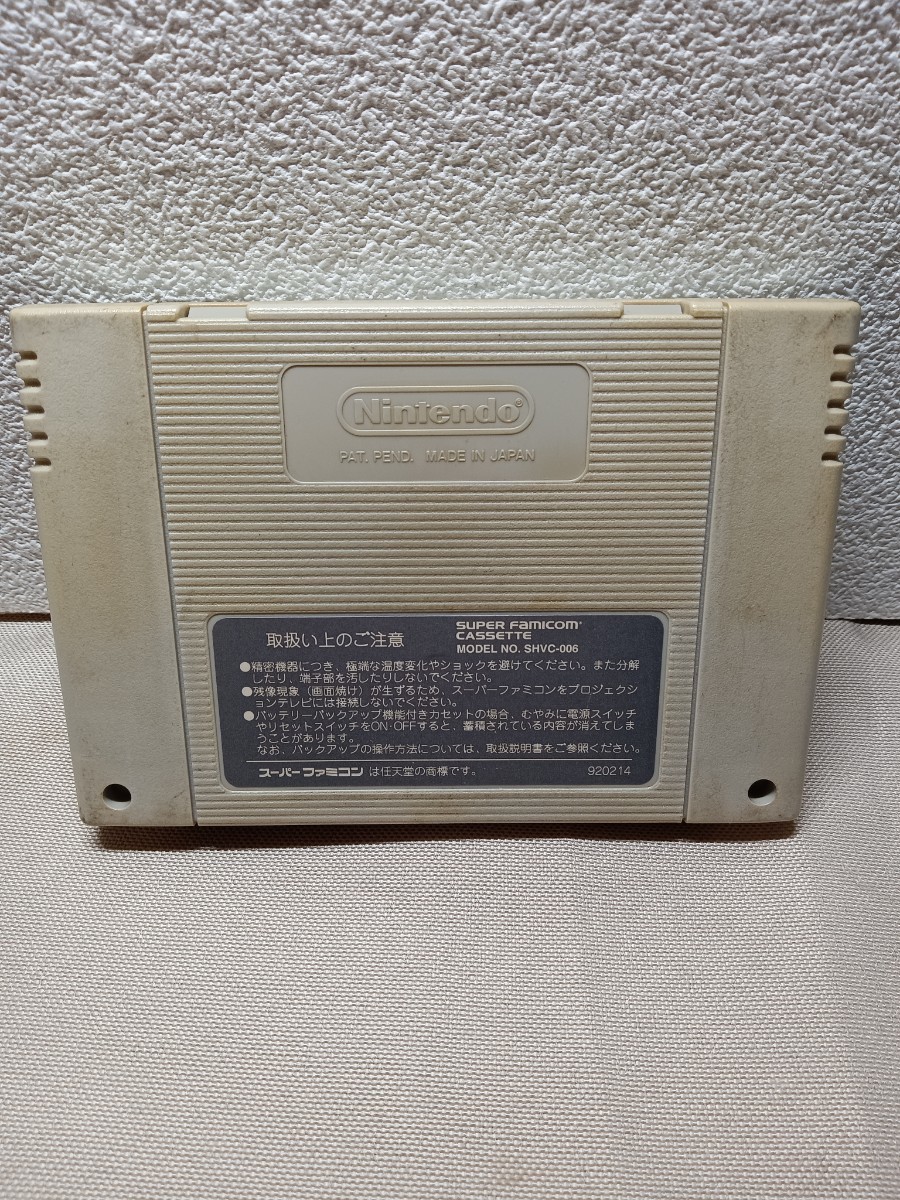 Nintendo®
PAT. PEND. MADE IN JAPAN
取扱い上のご注意
SUPER FAMICOM
CASSETTE
MODEL NO. SHVC-006
●精密機器につき、極端な温度変化やショックを避けてください。また分解
したり、端子部を汚したりしないでください。
●残像現象（画面焼け）が生ずるため、スーパーファミコンをプロジェクシ
ョンテレビには接続しないでください。
●バッテリーバックアップ機能付きカセットの場合、むやみに電源スイッチ
やリセットスイッチをON・OFFすると、蓄積されている内容が消えてしま
うことがあります。
なお、バックアップの操作方法については、取扱説明書をご参照ください。
スーパーファミコン は任天堂の商標です。
920214